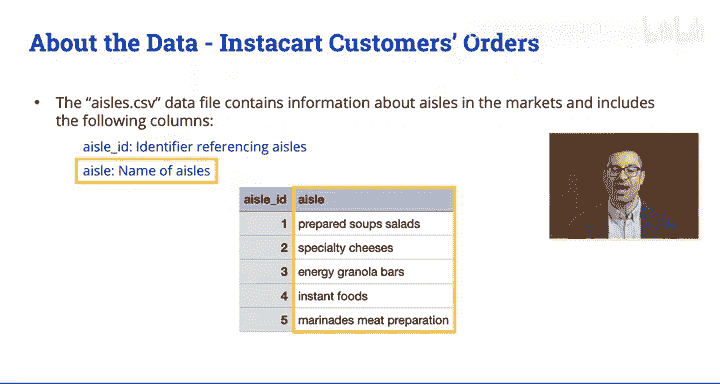 About the Data - Instacart Customers' Orders
• The “aisles.csv” data file contains information about aisles in the markets and includes
the following columns:
aisle_id: Identifier referencing aisles
aisle: Name of aisles
aisle_id aisle
1 prepared soups salads
2 specialty cheeses
3 energy granola bars
4 instant foods
5 marinades meat preparation